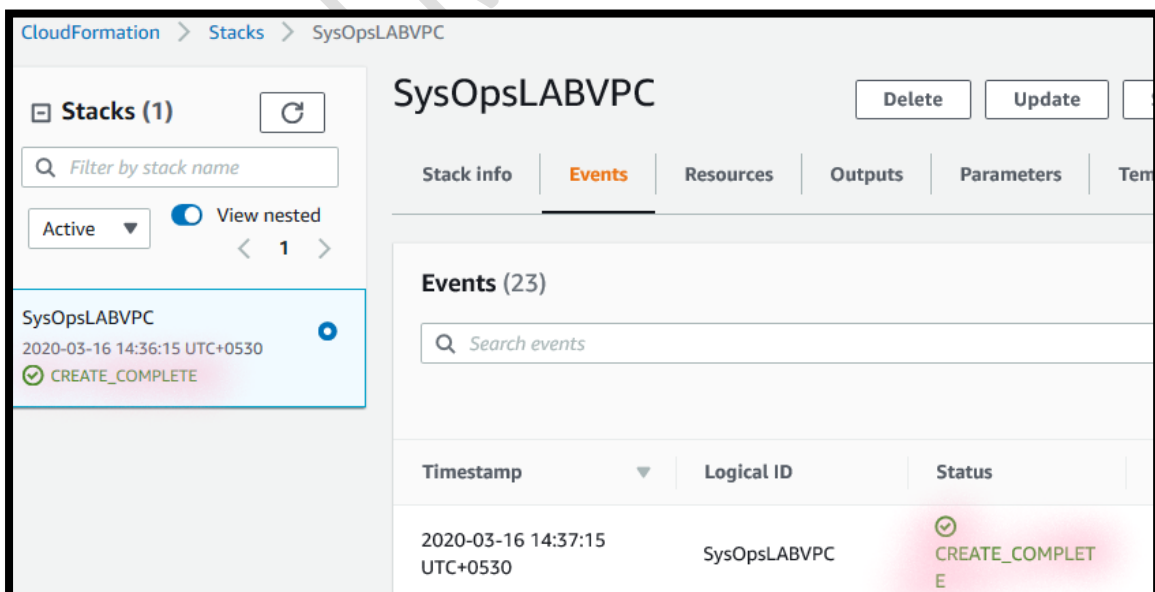 CloudFormation > Stacks > SysOpsLABVPC
Stacks (1)
Filter by stack name
Active
View nested
< 1 >
SysOpsLABVPC
2020-03-16 14:36:15 UTC+0530
CREATE_COMPLETE
SysOpsLABVPC
Delete
Update
Stack info
Events
Resources
Outputs
Parameters
Tem
Events (23)
Search events
Timestamp
Logical ID
Status
2020-03-16 14:37:15
UTC+0530
SysOpsLABVPC
CREATE_COMPLET
E